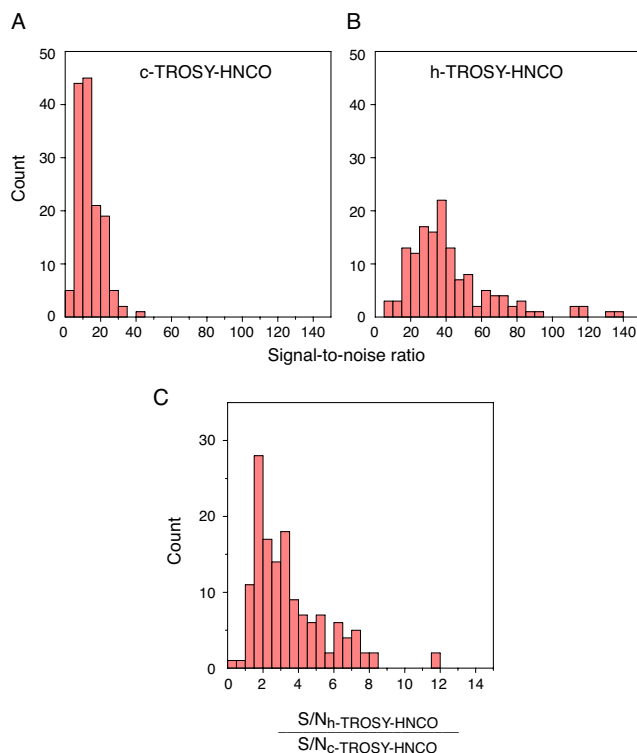 A
B
50
40
30
20
10
0
Count
c-TROSY-HNCO
0 20 40 60 80 100 120 140
50
40
30
20
10
0
h-TROSY-HNCO
0 20 40 60 80 100 120 140
Signal-to-noise ratio
C
30
20
10
0
Count
0 2 4 6 8 10 12 14
S/Nh-TROSY-HNCO
S/Nc-TROSY-HNCO